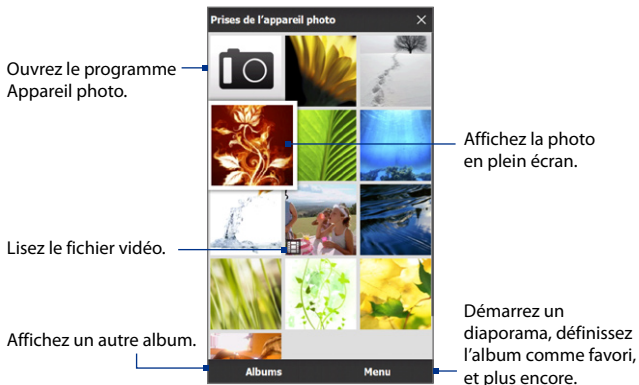 Prises de l'appareil photo
Ouvrez le programme
Appareil photo.
Affichez la photo
en plein écran.
Lisez le fichier vidéo.
Affichez un autre album.
Démarrez un
diaporama, définissez
l'album comme favori,
et plus encore.
Albums
Menu